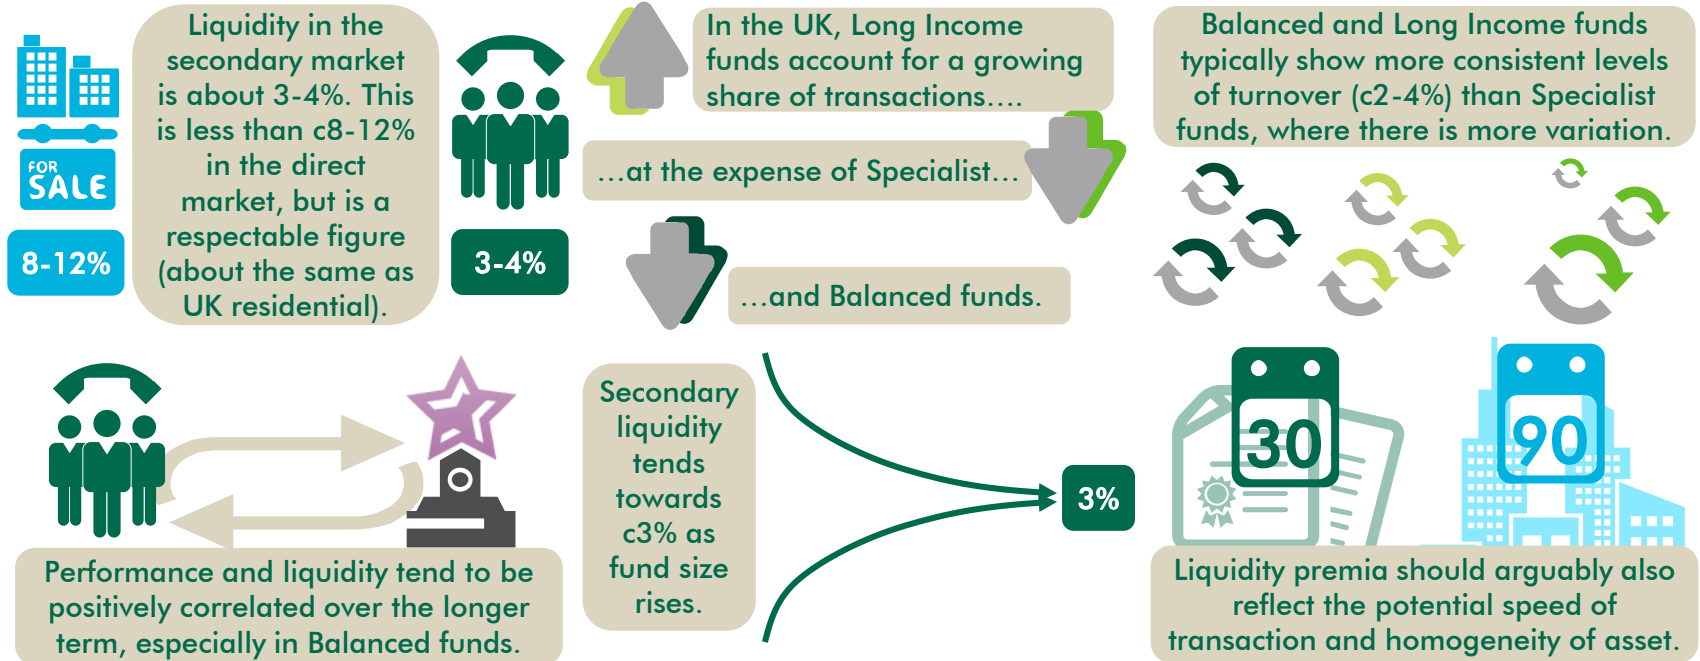 FOR
SALE
8-12%
Liquidity in the
secondary market
is about 3-4%. This
is less than c8-12%
in the direct
market, but is a
respectable figure
(about the same as
UK residential).
3-4%
In the UK, Long Income
funds account for a growing
share of transactions....
...at the expense of Specialist...
...and Balanced funds.
Balanced and Long Income funds
typically show more consistent levels
of turnover (c2-4%) than Specialist
funds, where there is more variation.
Performance and liquidity tend to be
positively correlated over the longer
term, especially in Balanced funds.
Secondary
liquidity
tends
towards
c3% as
fund size
rises.
3%
30
90
Liquidity premia should arguably also
reflect the potential speed of
transaction and homogeneity of asset.